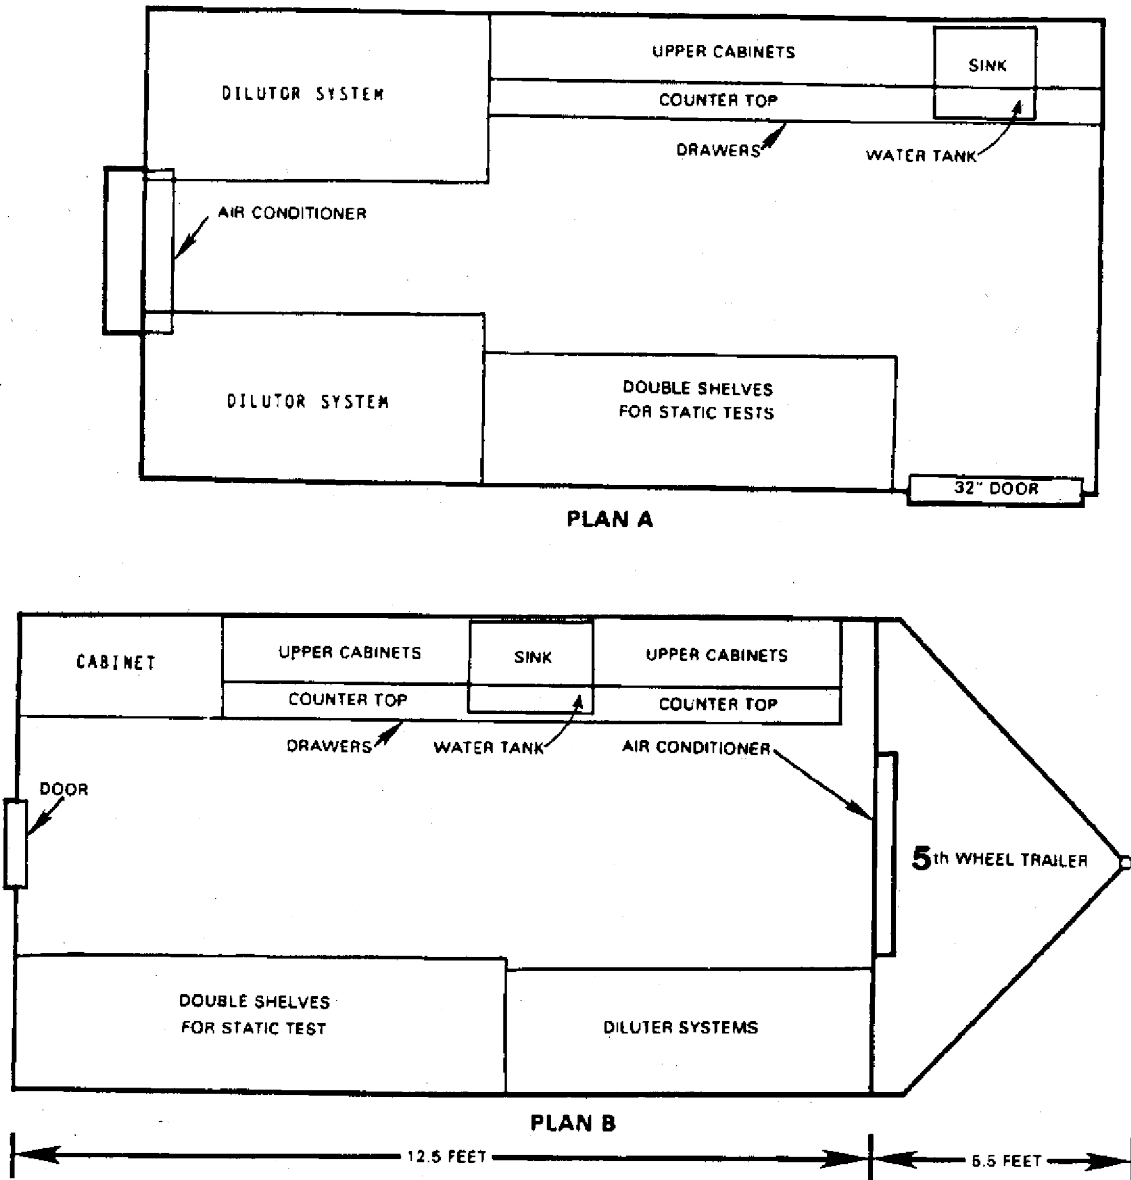 UPPER CABINETS
SINK
DILUTOR SYSTEM
COUNTER TOP
DRAWERS
WATER TANK
AIR CONDITIONER
DILUTOR SYSTEM
DOUBLE SHELVES
FOR STATIC TESTS
32" DOOR
PLAN A
CABINET
UPPER CABINETS
SINK
UPPER CABINETS
COUNTER TOP
COUNTER TOP
DRAWERS
WATER TANK
AIR CONDITIONER
DOOR
5th WHEEL TRAILER
DOUBLE SHELVES
FOR STATIC TEST
DILUTER SYSTEMS
PLAN B
12.5 FEET
5.5 FEET